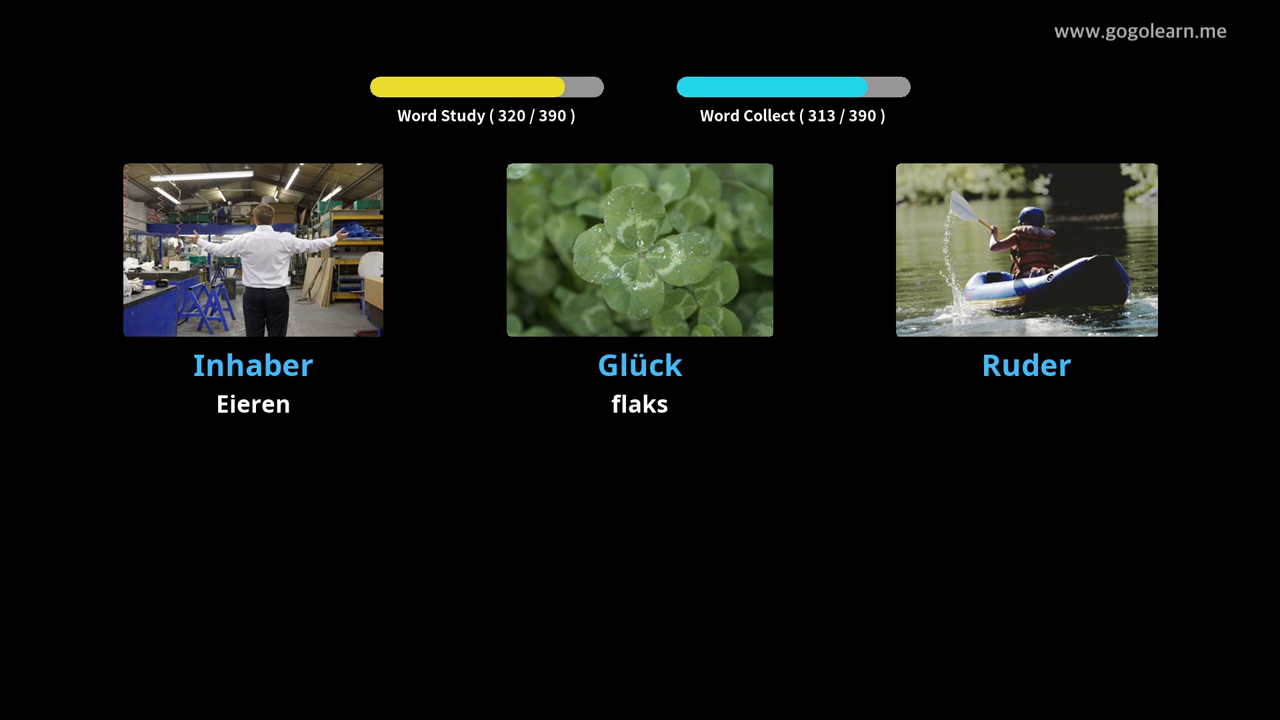 www.gogolearn.me
Word Study ( 320 / 390 )
Word Collect ( 313 / 390 )
Inhaber
Eieren
Glück
flaks
Ruder